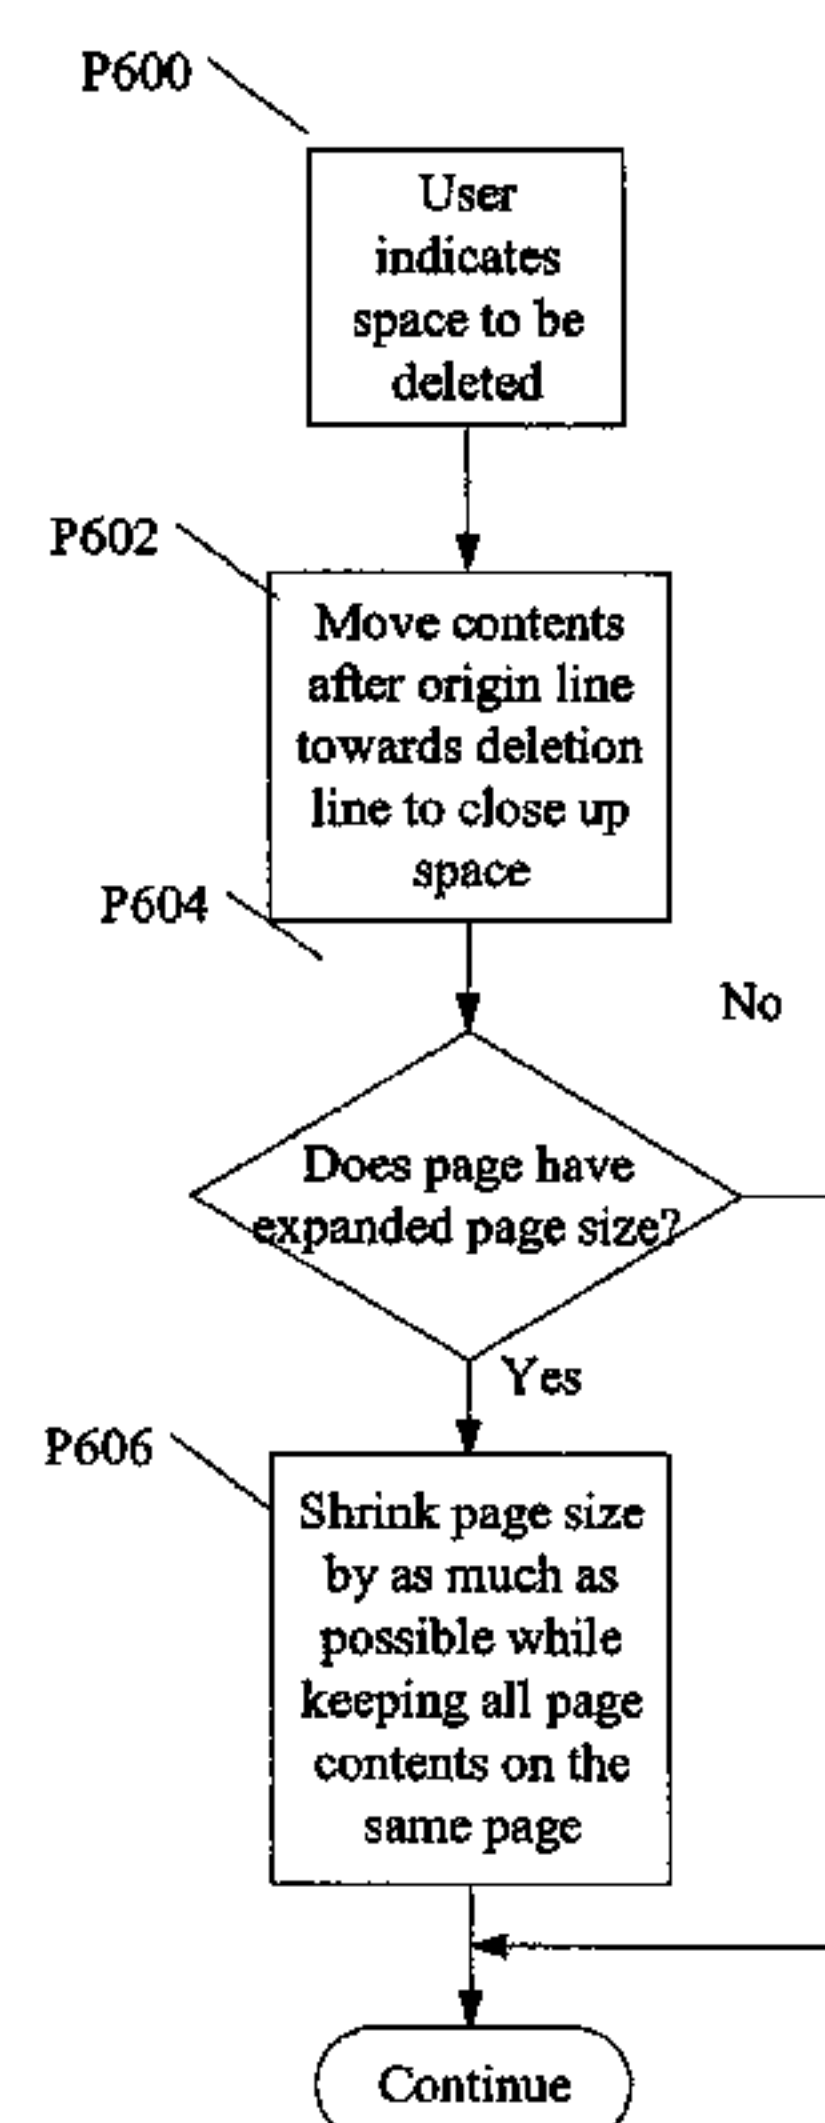 P600
User
indicates
space to be
deleted
P602
Move contents
after origin line
towards deletion
line to close up
space
P604
No
Does page have
expanded page size?
Yes
P606
Shrink page size
by as much as
possible while
keeping all page
contents on the
same page
Continue